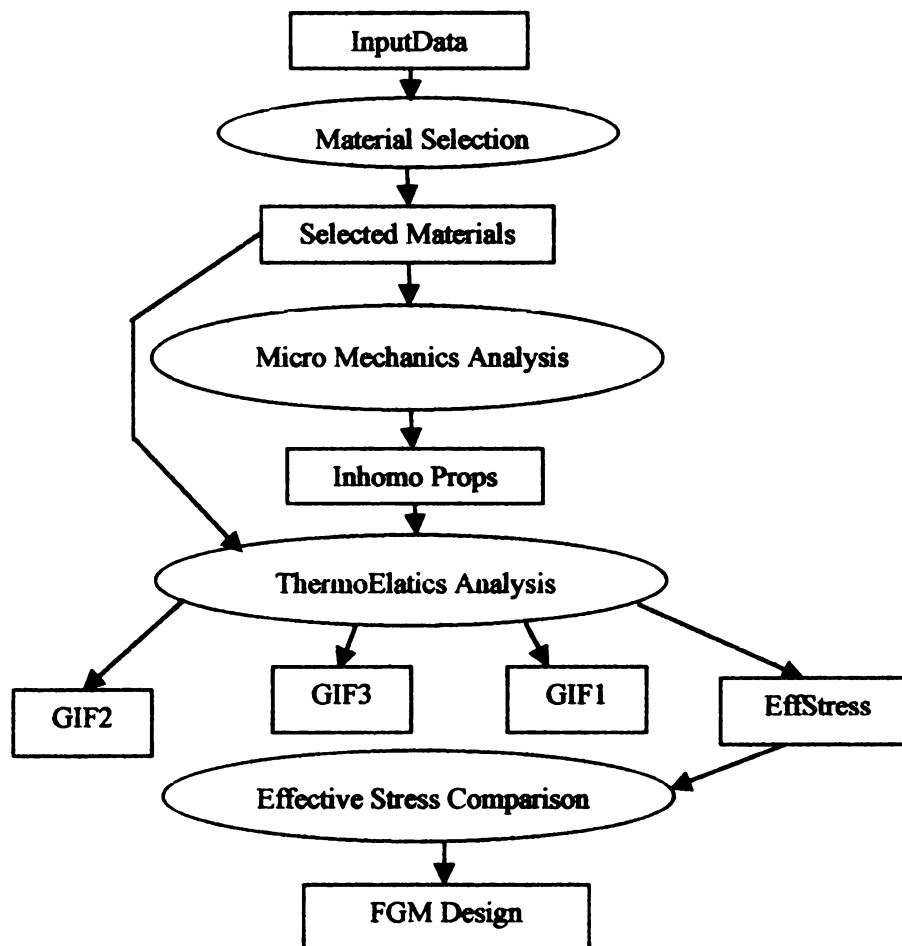 InputData
Material Selection
Selected Materials
Micro Mechanics Analysis
Inhomo Props
ThermoElatics Analysis
GIF2
GIF3
GIF1
EffStress
Effective Stress Comparison
FGM Design